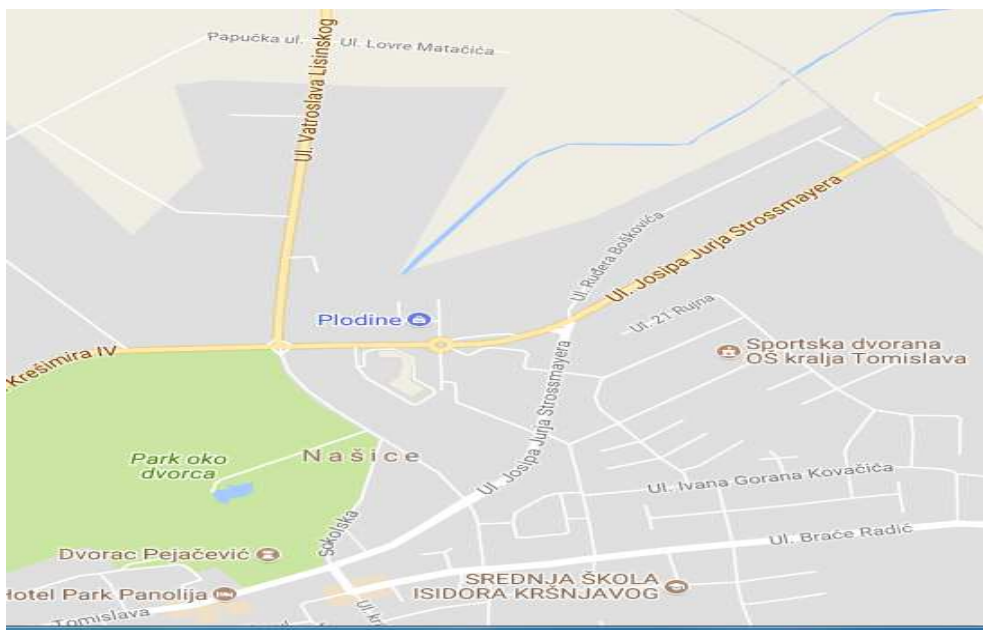 Papučka ul.
Ul. Lovre Matačića
Ul. Vatroslava Lisinskog
Ul. Ruđera Boškovića
Ul. Josipa Jurja Strossmayera
Plodine
Ul. 21 Rujna
Krešimira IV
Sportska dvorana
OŠ kralja Tomislava
Ul. Josipa Jurja Strossmayera
Park oko
dvorca
Našice
Ul. Ivana Gorana Kovačića
Sokolska
Ul. Braće Radić
Dvorac Pejačević
SREDNJA ŠKOLA
ISIDORA KRŠNJAVOG
Hotel Park Panolija
Tomislava